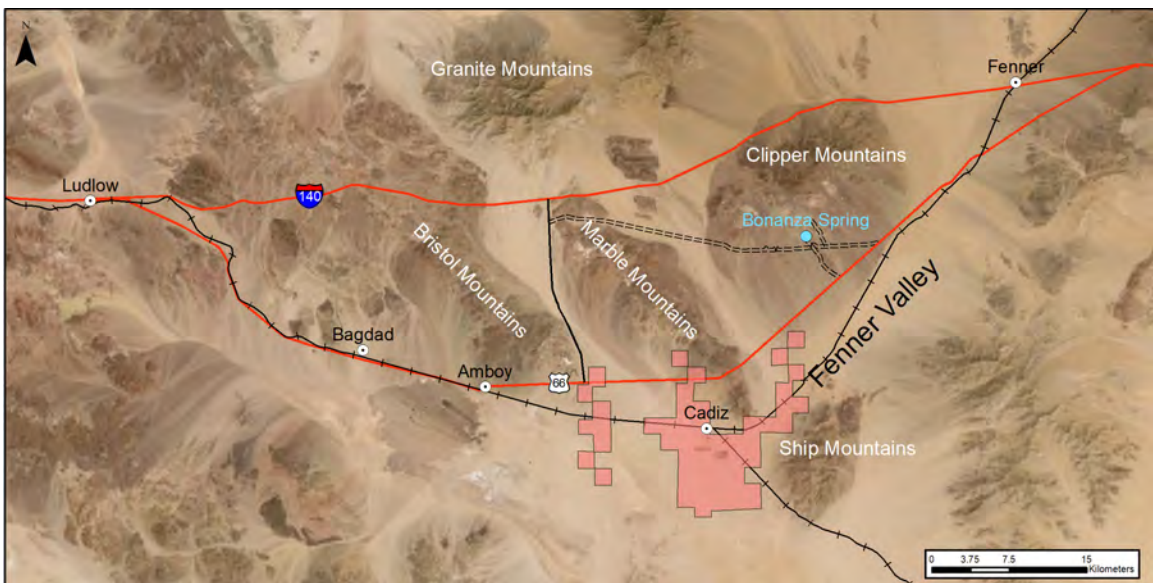 N
Granite Mountains
Fenner
Clipper Mountains
Ludlow
140
Bonanza Spring
Bristol Mountains
Marble Mountains
Fenner Valley
Bagdad
Amboy
66
Cadiz
Ship Mountains
0 3.75 7.5 15
Kilometers